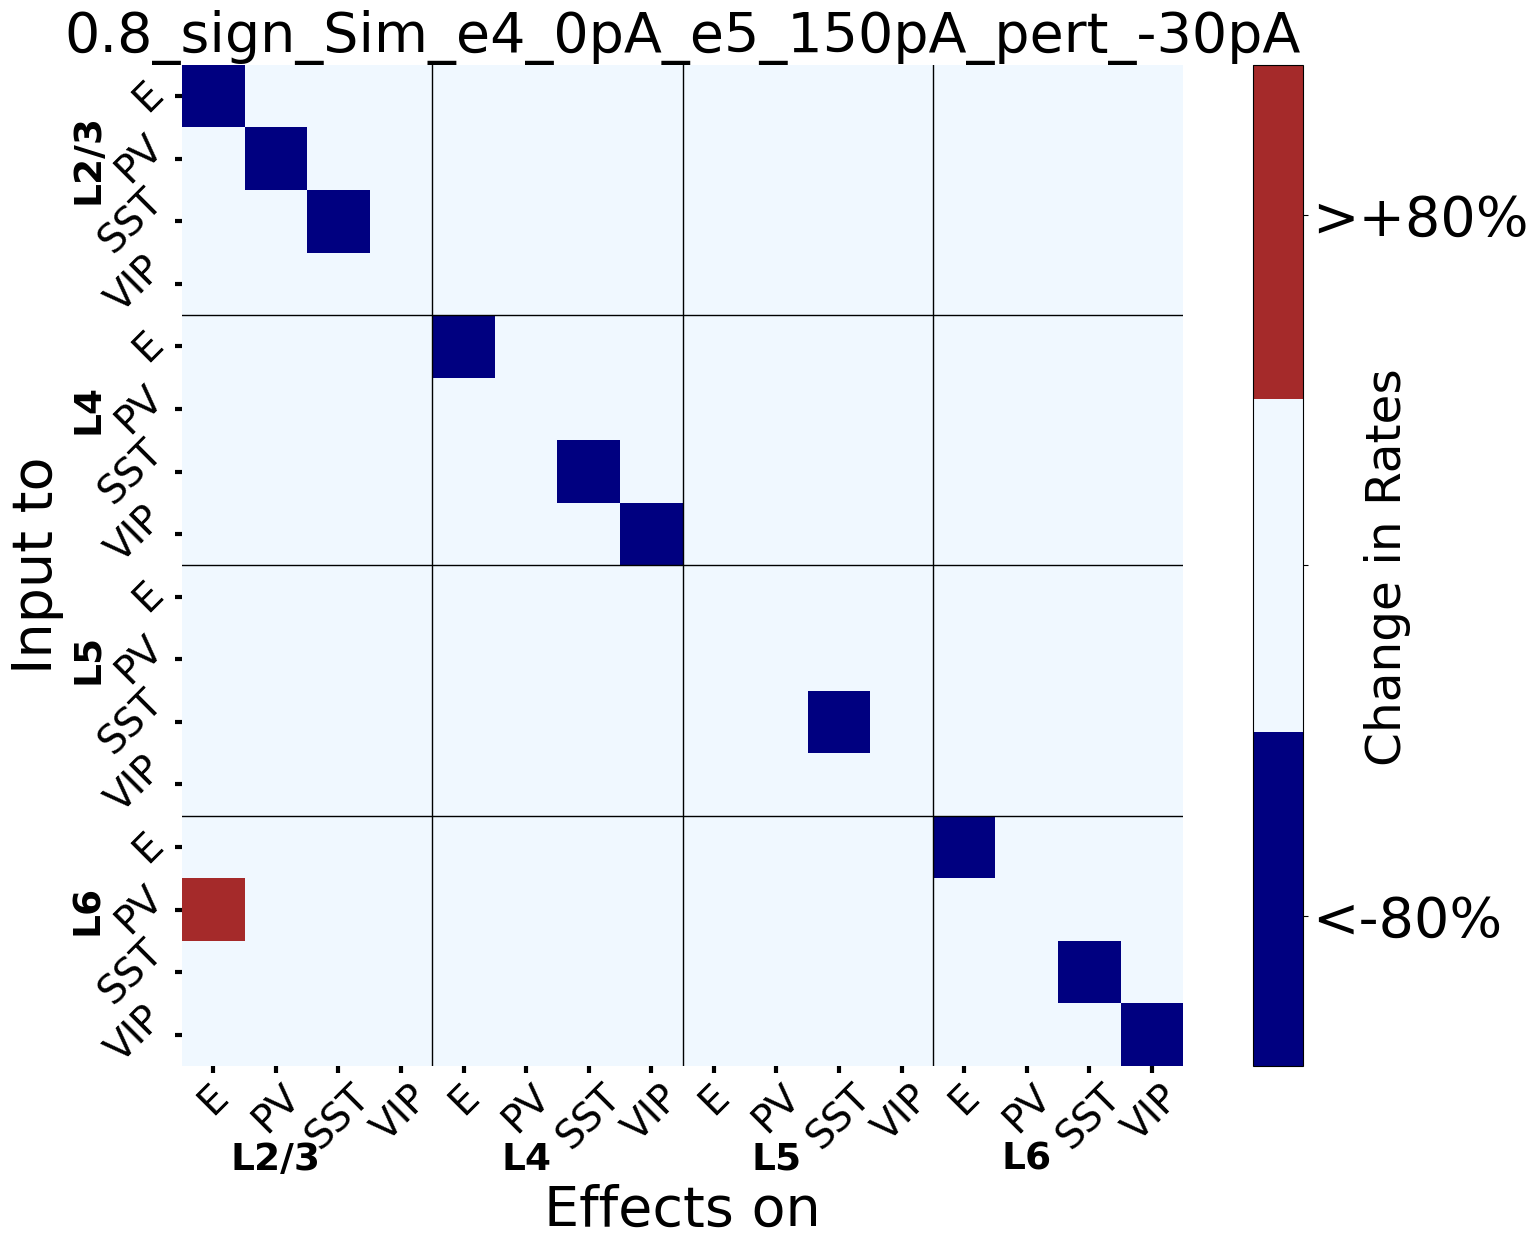 0.8_sign_Sim_e4_0pA_e5_150pA_pert_-30pA
Input to
L2/3
E
PV
SST
VIP
L4
E
PV
SST
VIP
L5
E
PV
SST
VIP
L6
E
PV
SST
VIP
E PV SST VIP E PV SST VIP E PV SST VIP E PV SST VIP
L2/3 L4 L5 L6
Effects on
>+80%
<-80%
Change in Rates